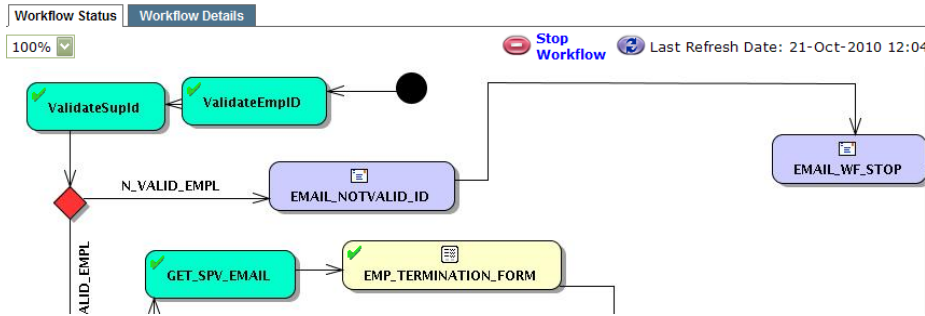 Workflow Status Workflow Details
100%
Stop
Workflow
Last Refresh Date: 21-Oct-2010 12:04
ValidateSupId
ValidateEmpID
EMAIL_WF_STOP
N_VALID_EMPL
EMAIL_NOTVALID_ID
ALID_EMPL
GET_SPV_EMAIL
EMP_TERMINATION_FORM